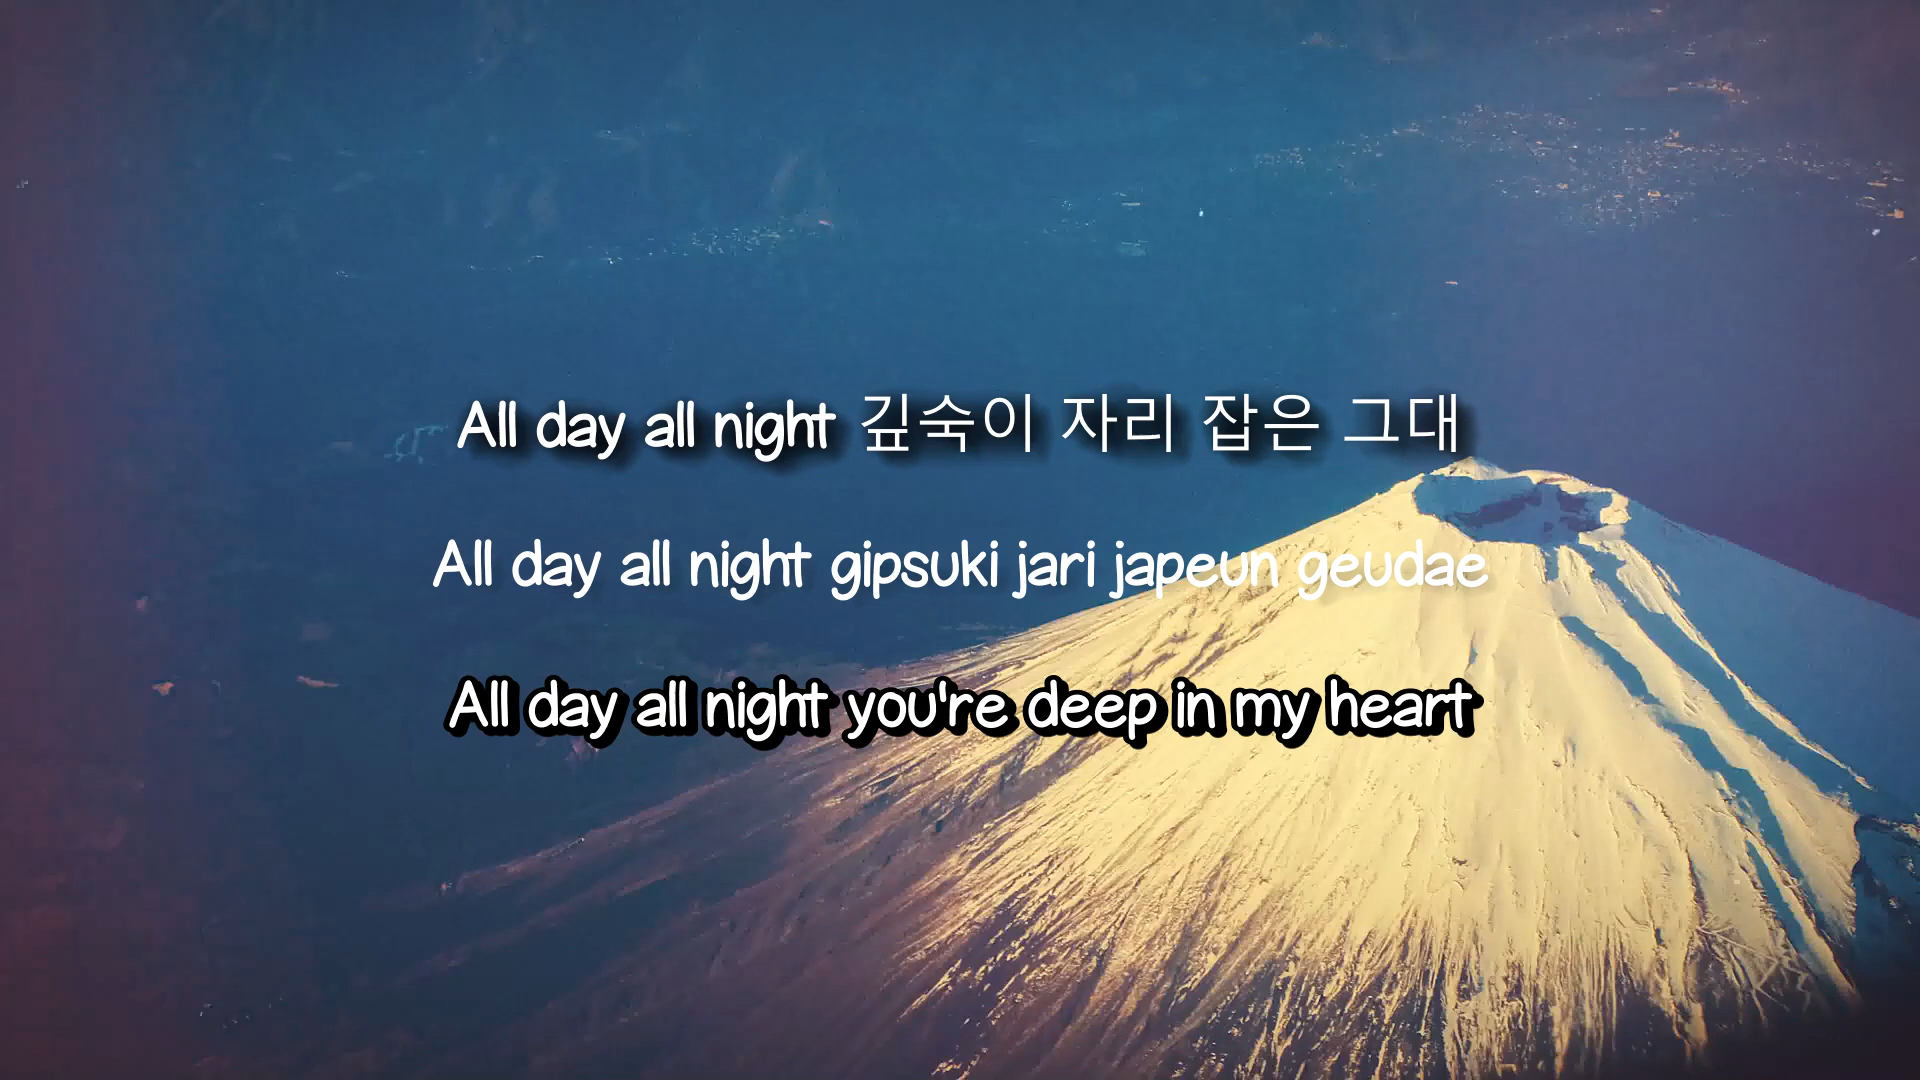 All day all night 깊숙이 자리 잡은 그대
All day all night gipsuki jari japeun geudae
All day all night you're deep in my heart